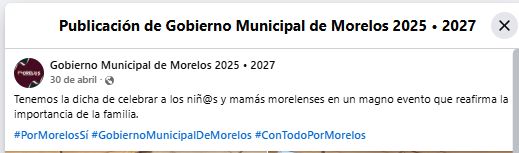 Publicación de Gobierno Municipal de Morelos 2025 • 2027
MORELOS
Gobierno Municipal de Morelos 2025 • 2027
30 de abril ·
Tenemos la dicha de celebrar a los niñ@s y mamás morelenses en un magno evento que reafirma la
importancia de la familia.
#PorMorelosSí #GobiernoMunicipalDeMorelos #ConTodoPorMorelos